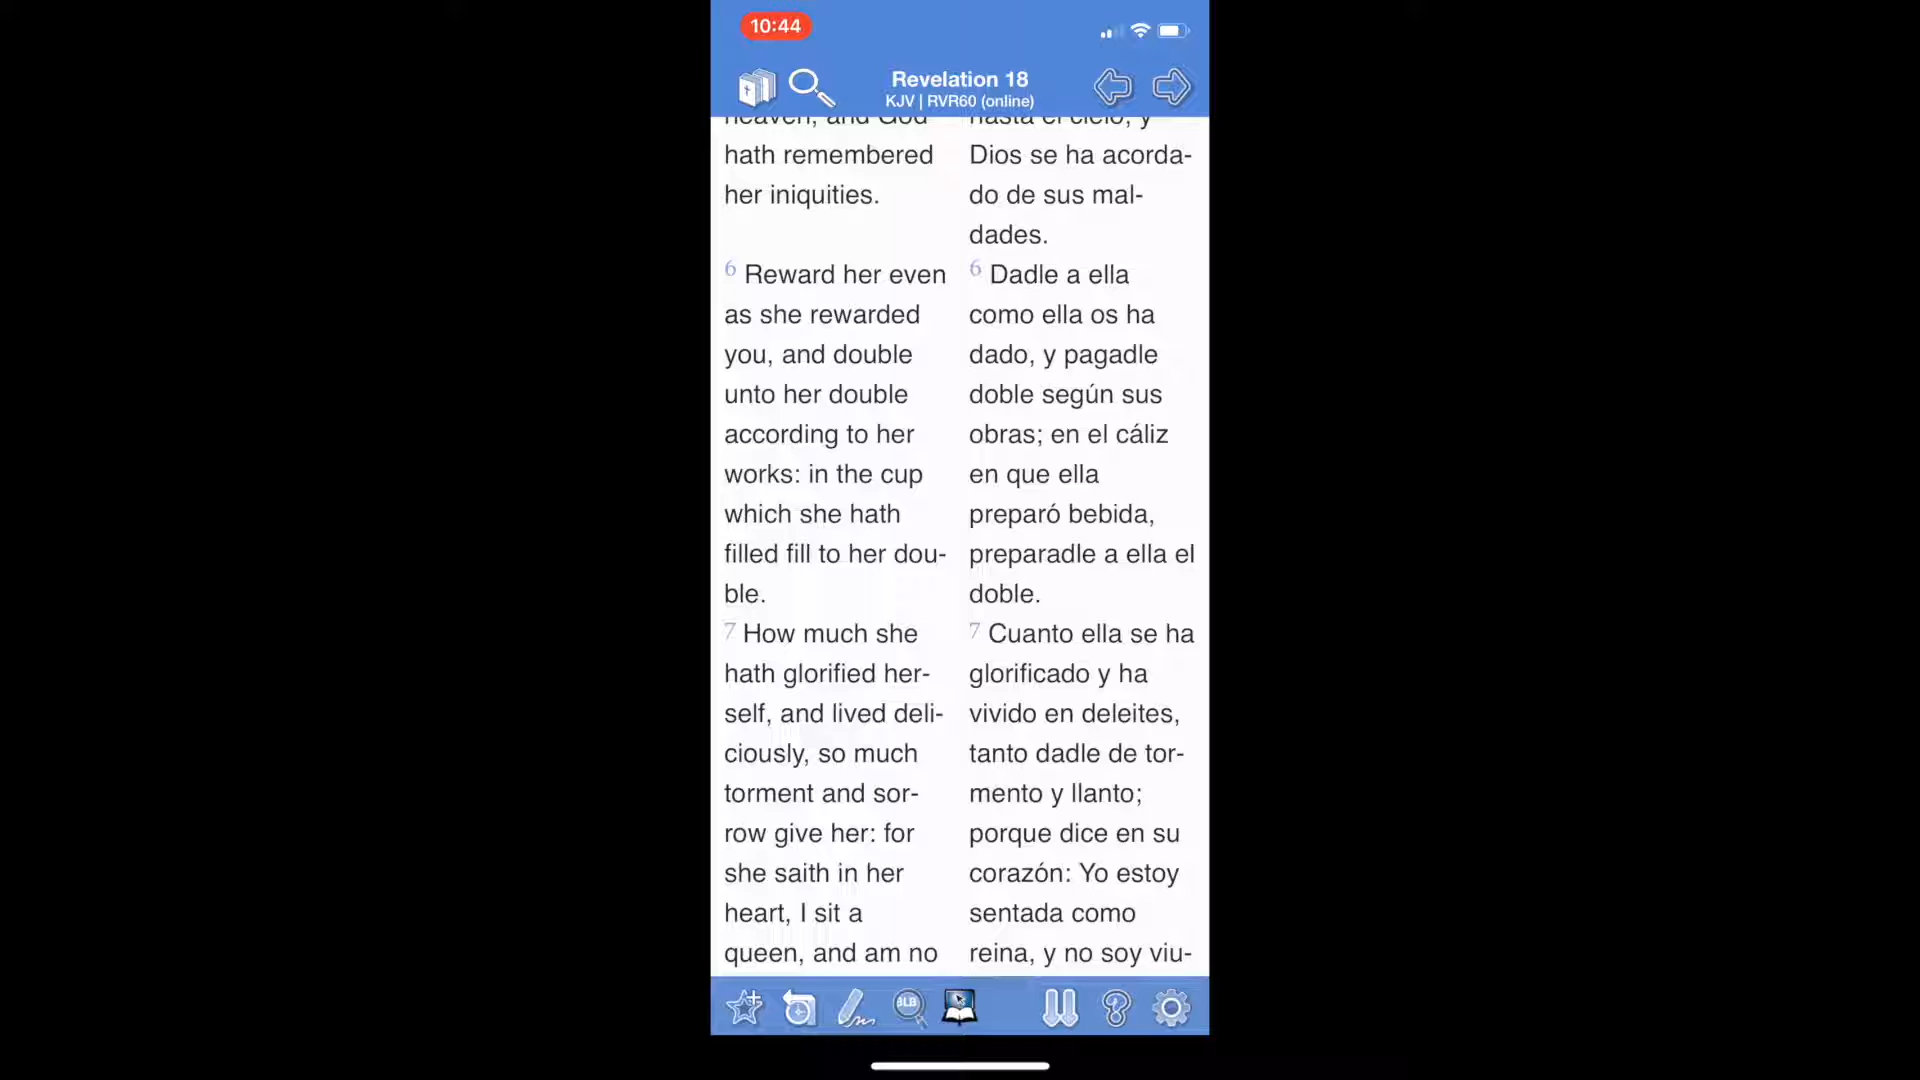 10:44
Revelation 18
KJV | RVR60 (online)
heaven, and God
hath remembered
her iniquities.
6 Reward her even
as she rewarded
you, and double
unto her double
according to her
works: in the cup
which she hath
filled fill to her dou-
ble.
7 How much she
hath glorified her-
self, and lived deli-
ciously, so much
torment and sor-
row give her: for
she saith in her
heart, I sit a
queen, and am no
hasta el cielo, y
Dios se ha acorda-
do de sus mal-
dades.
6 Dadle a ella
como ella os ha
dado, y pagadle
doble según sus
obras; en el cáliz
en que ella
preparó bebida,
preparadle a ella el
doble.
7 Cuanto ella se ha
glorificado y ha
vivido en deleites,
tanto dadle de tor-
mento y llanto;
porque dice en su
corazón: Yo estoy
sentada como
reina, y no soy viu-
BLB